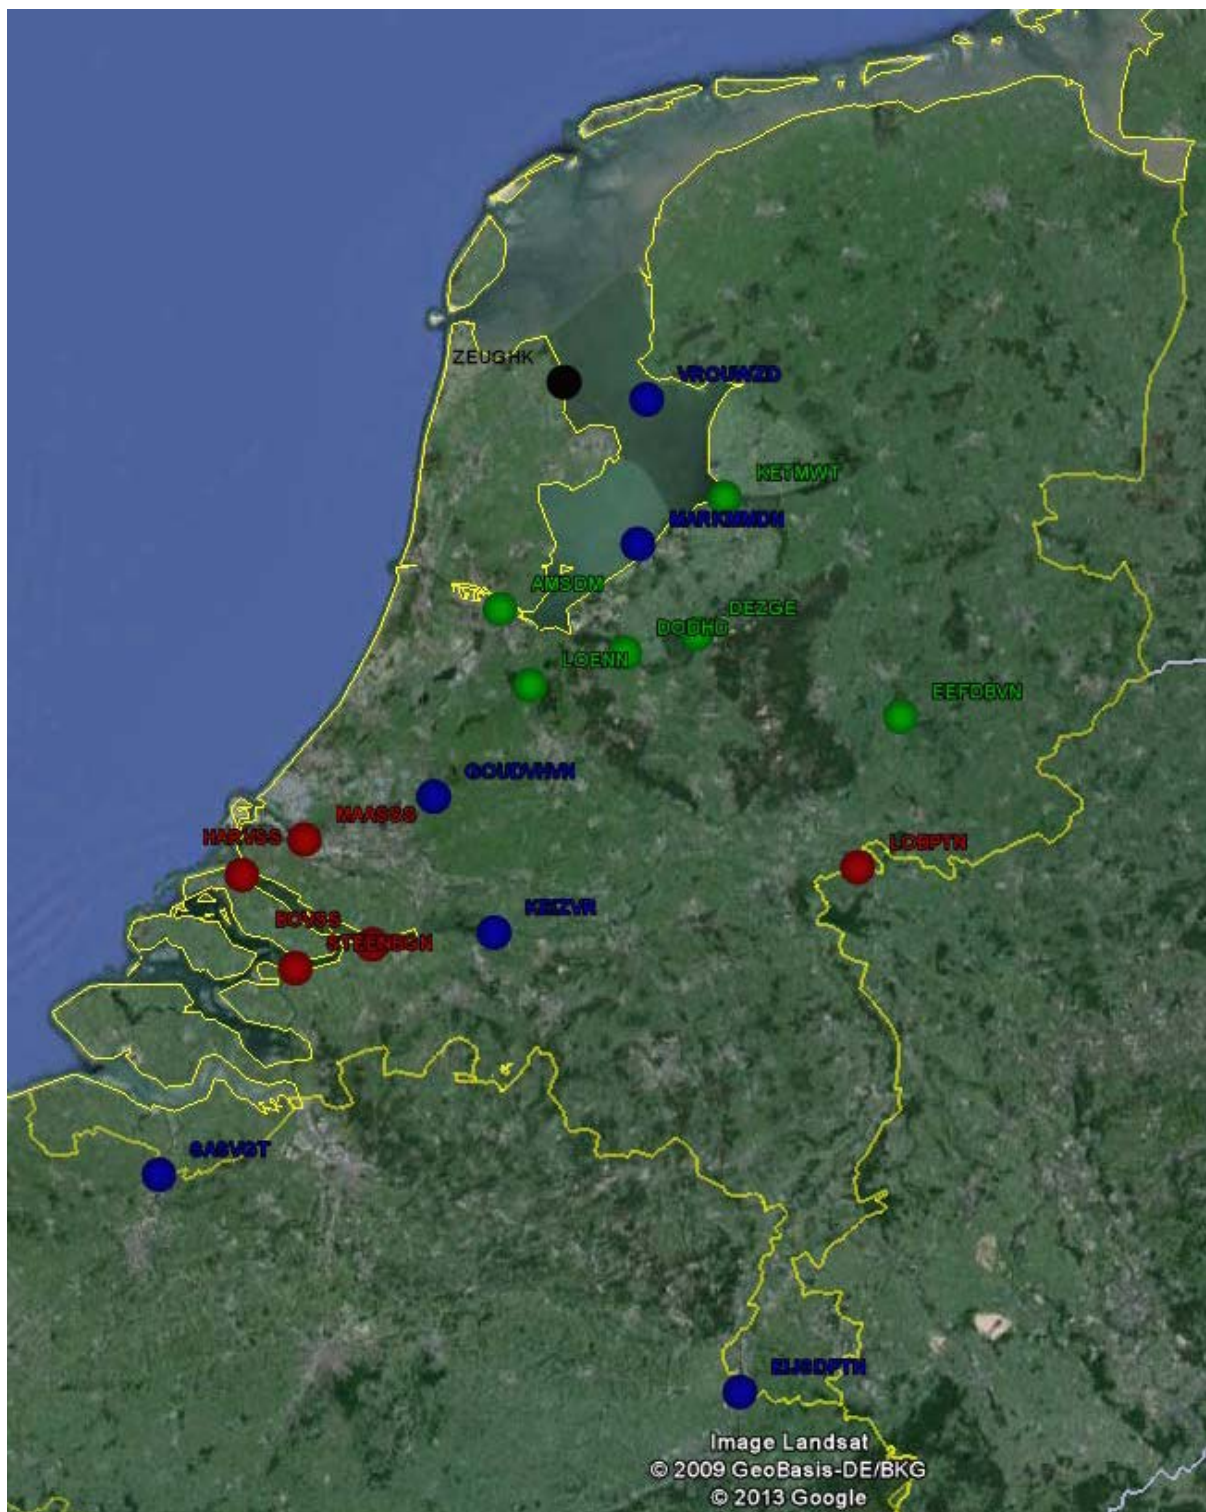 ZEUGHK
VROUWZD
KETMWT
MARKMMDN
AMSDM
DEZGE
DODHD
LOENN
EEFDBVN
GOUDVHVN
MAASSS
HARVSS
LOBPTN
KEIZVR
BOVSS
STEENBGN
SASVGT
EIJSDPTN
Image Landsat
© 2009 GeoBasis-DE/BKG
© 2013 Google